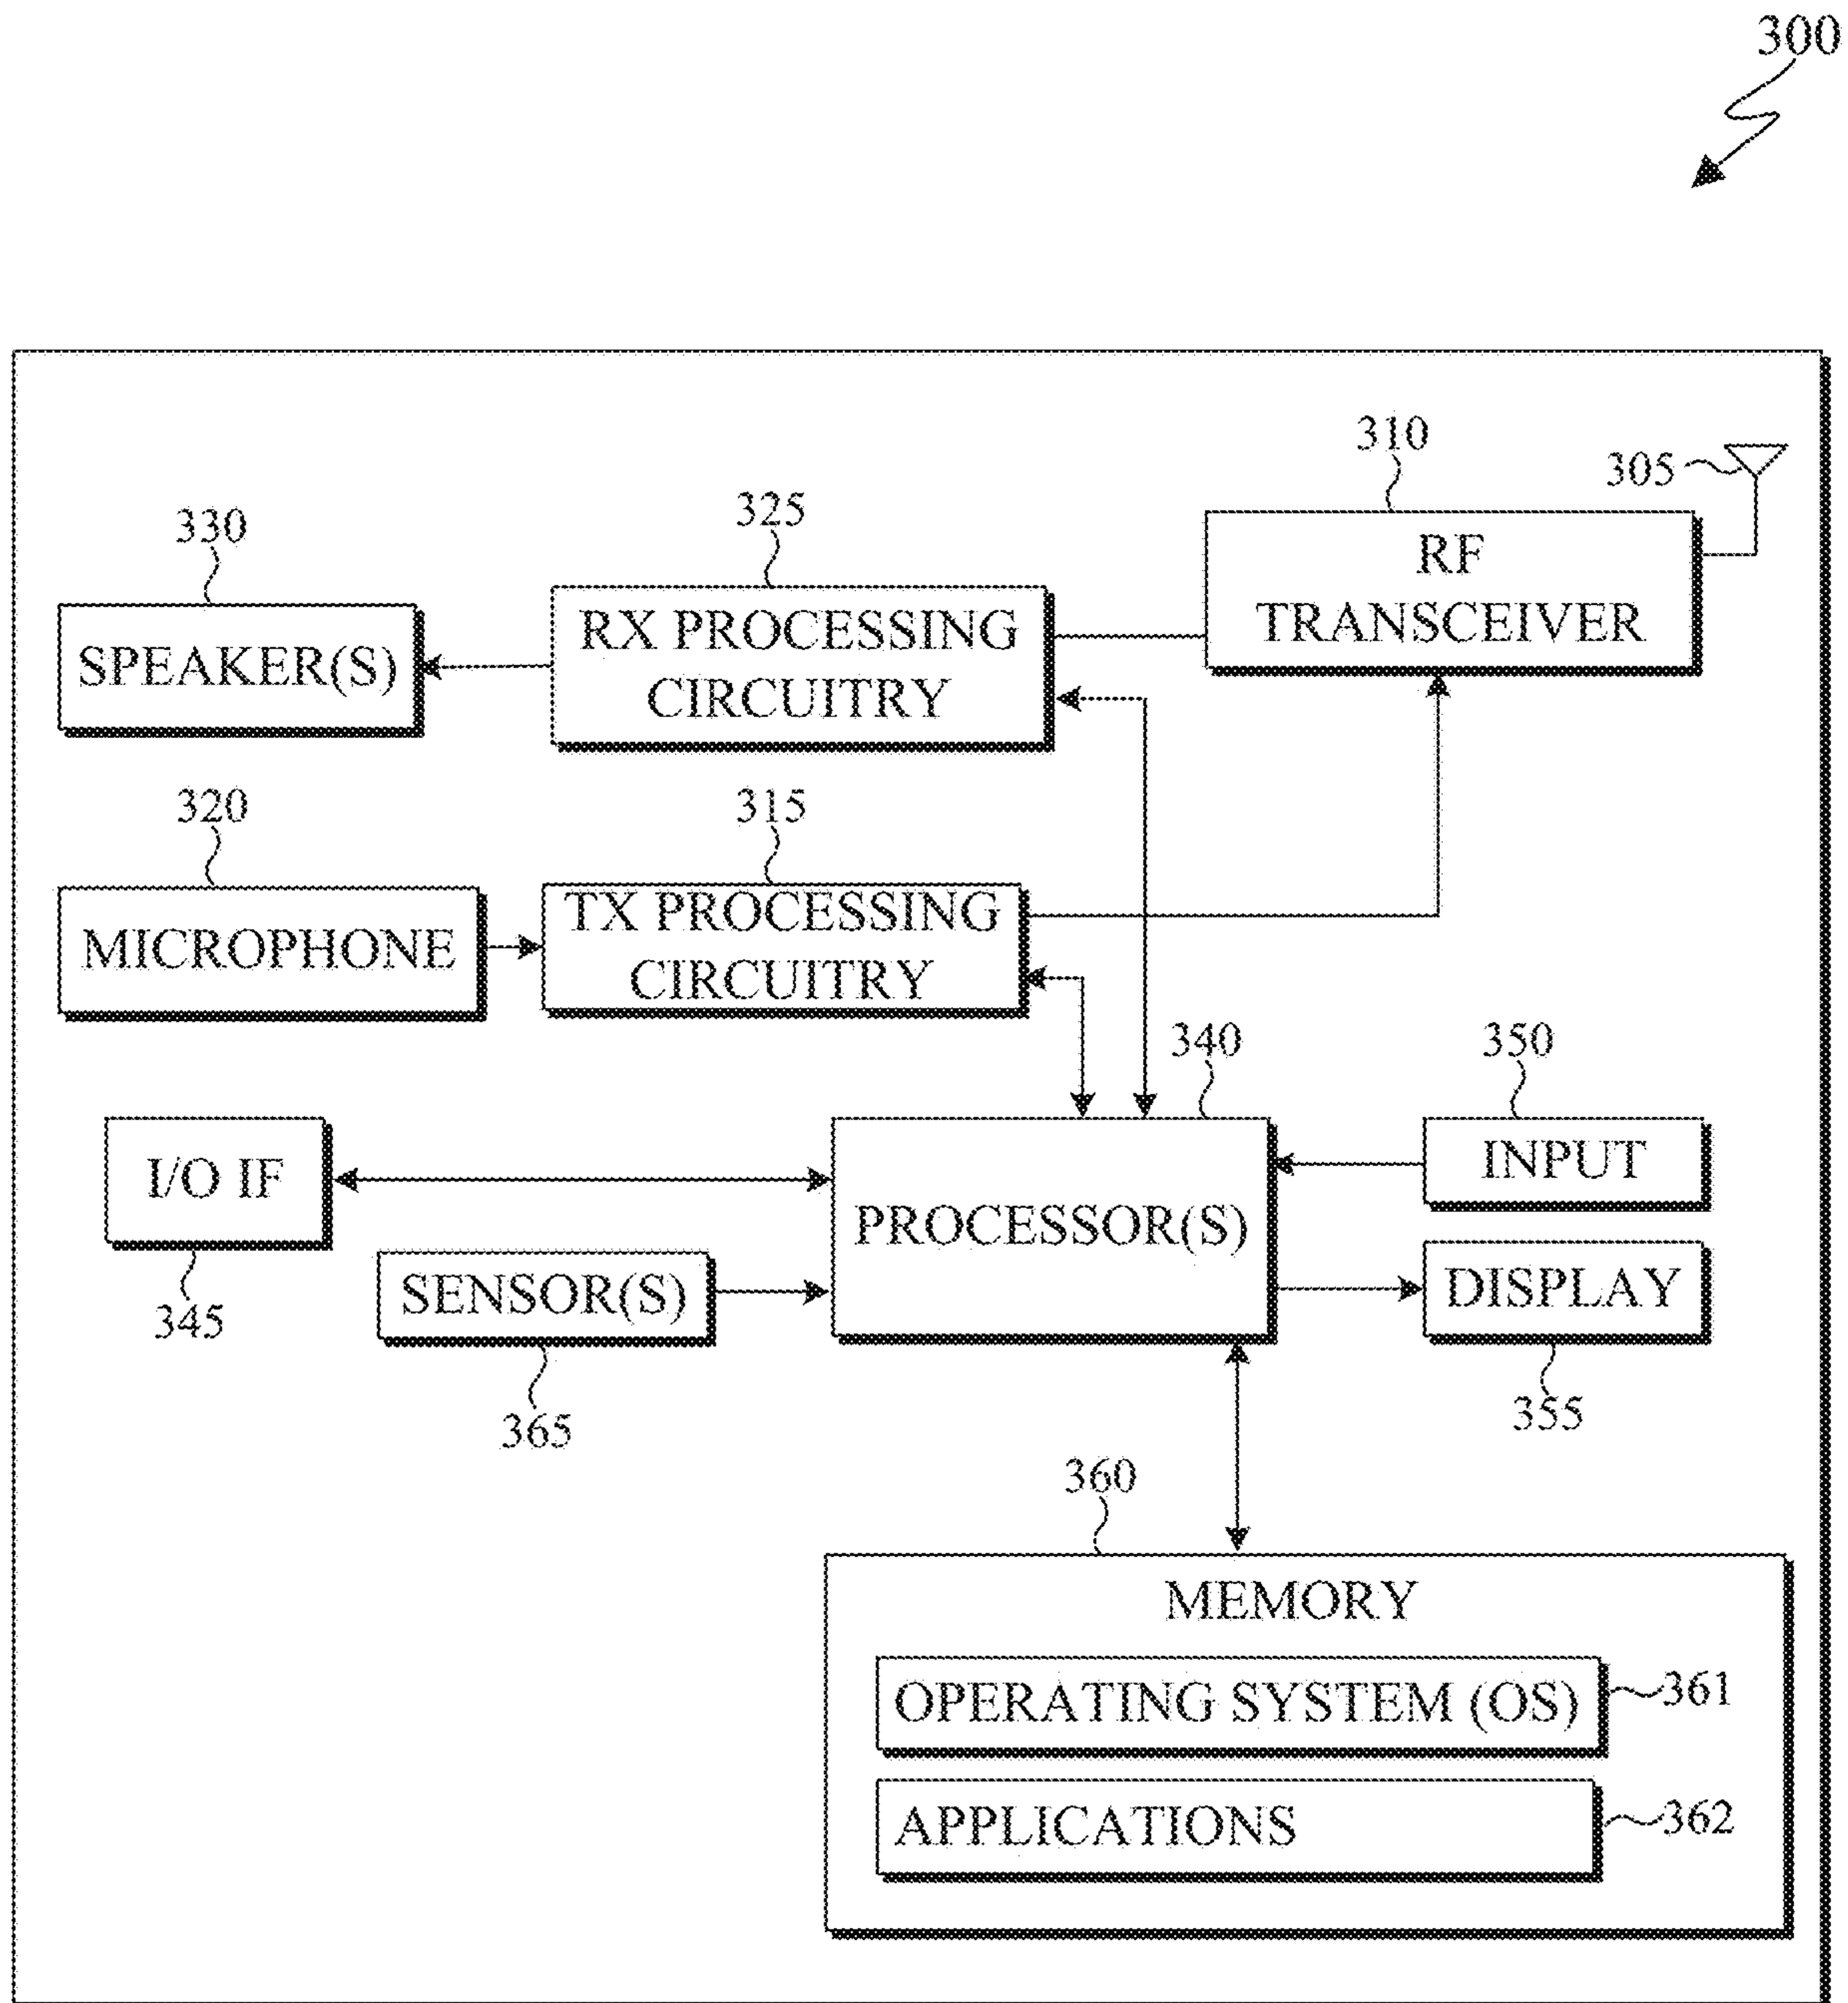 300
310
305
325
330
RF
TRANSCEIVER
RX PROCESSING
CIRCUITRY
SPEAKER(S)
320
315
MICROPHONE
TX PROCESSING
CIRCUITRY
340
350
I/O IF
INPUT
PROCESSOR(S)
SENSOR(S)
DISPLAY
345
365
355
360
MEMORY
OPERATING SYSTEM (OS)
361
APPLICATIONS
362